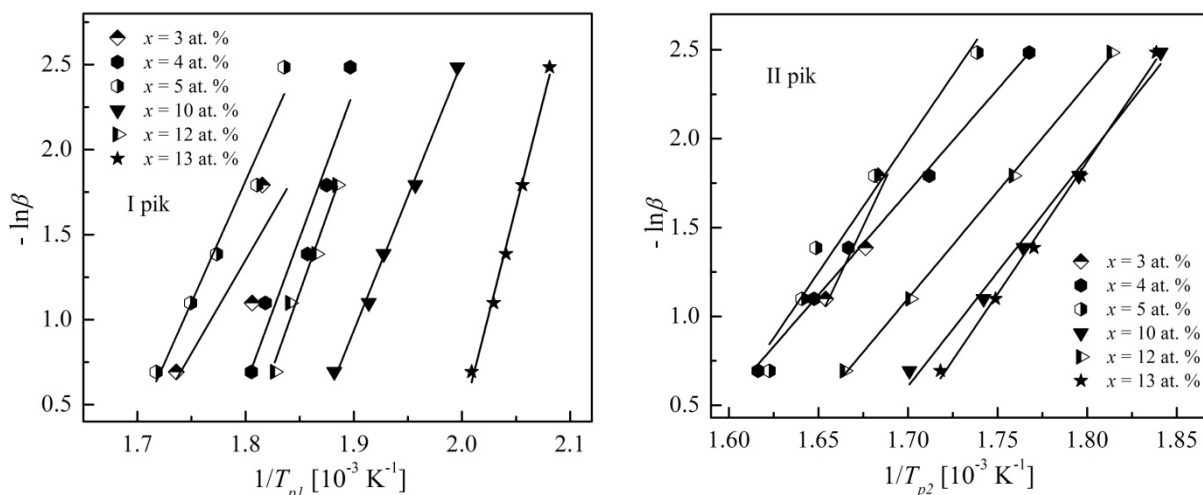 x = 3 at. %
x = 4 at. %
x = 5 at. %
x = 10 at. %
x = 12 at. %
x = 13 at. %
I pik
- lnβ
2.5
2.0
1.5
1.0
0.5
1.7 1.8 1.9 2.0 2.1
1/Tp1 [10⁻³ K⁻¹]
II pik
x = 3 at. %
x = 4 at. %
x = 5 at. %
x = 10 at. %
x = 12 at. %
x = 13 at. %
- lnβ
2.5
2.0
1.5
1.0
0.5
1.60 1.65 1.70 1.75 1.80 1.85
1/Tp2 [10⁻³ K⁻¹]